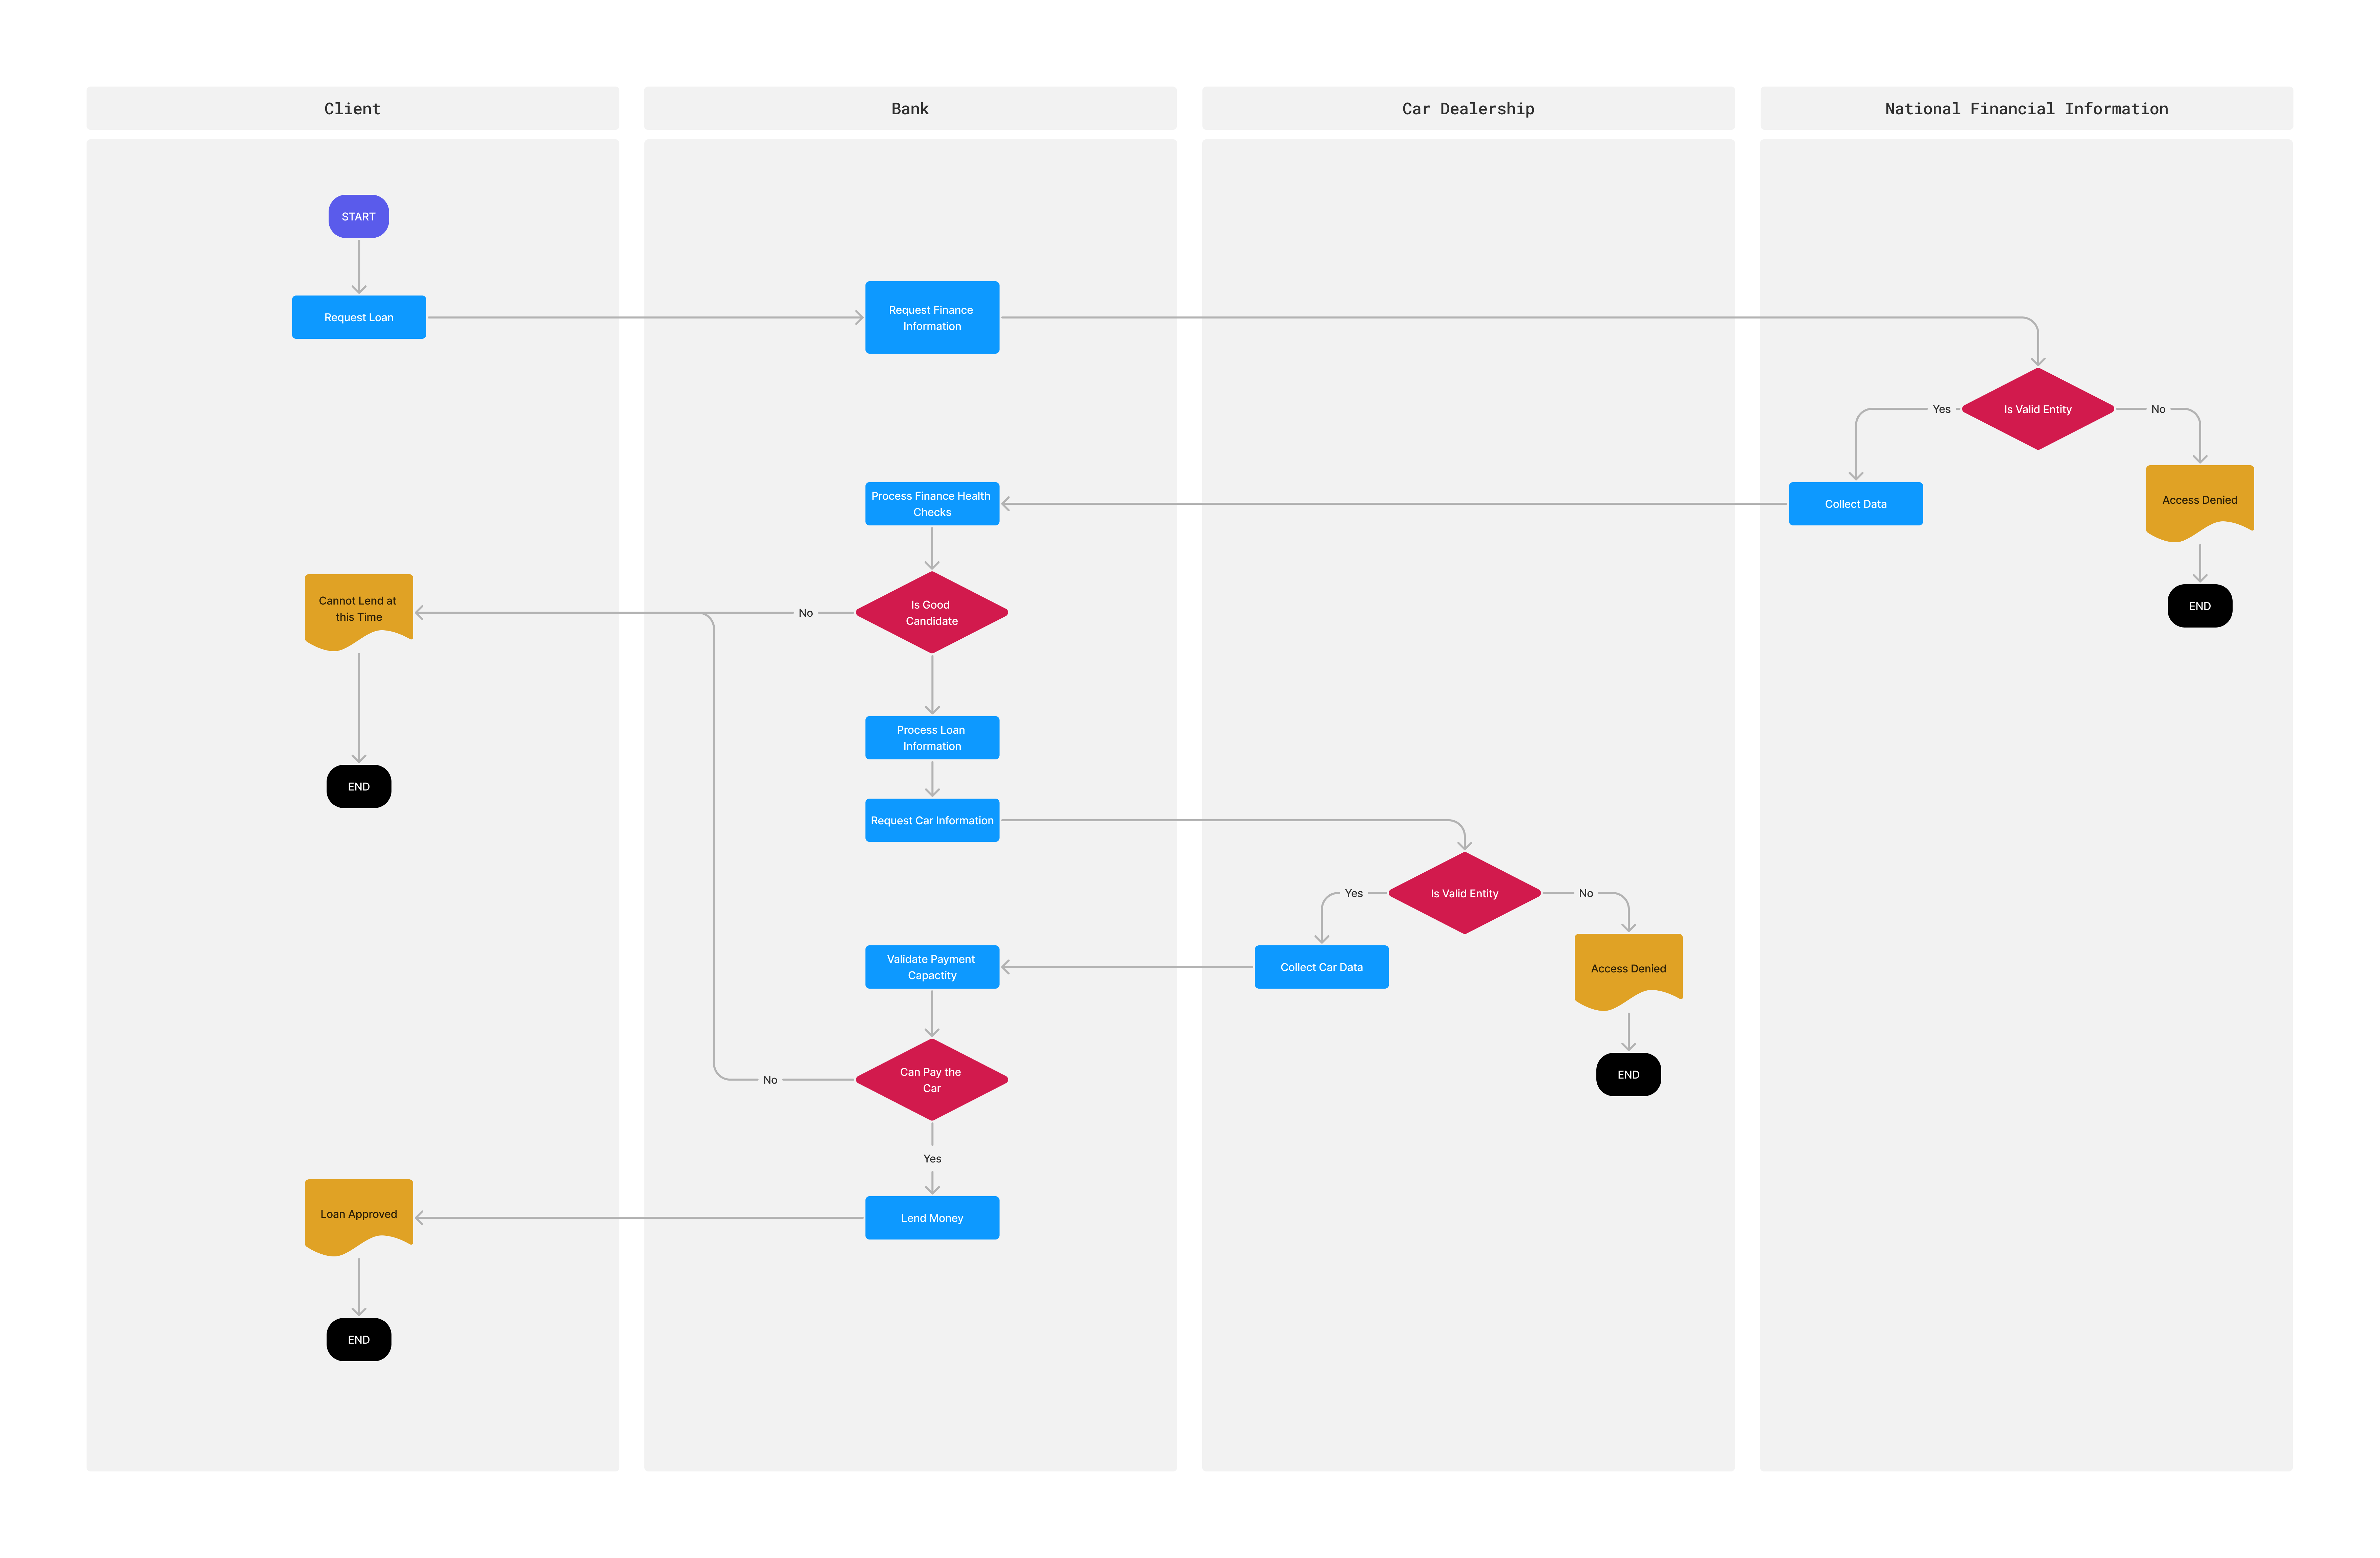 Client
Bank
Car Dealership
National Financial Information
START
Request Loan
Request Finance
Information
Is Valid Entity
Yes
No
Collect Data
Access Denied
END
Process Finance Health
Checks
Is Good
Candidate
No
Cannot Lend at
this Time
END
Process Loan
Information
Request Car Information
Is Valid Entity
Yes
No
Collect Car Data
Access Denied
END
Validate Payment
Capactity
Can Pay the
Car
No
Yes
Lend Money
Loan Approved
END